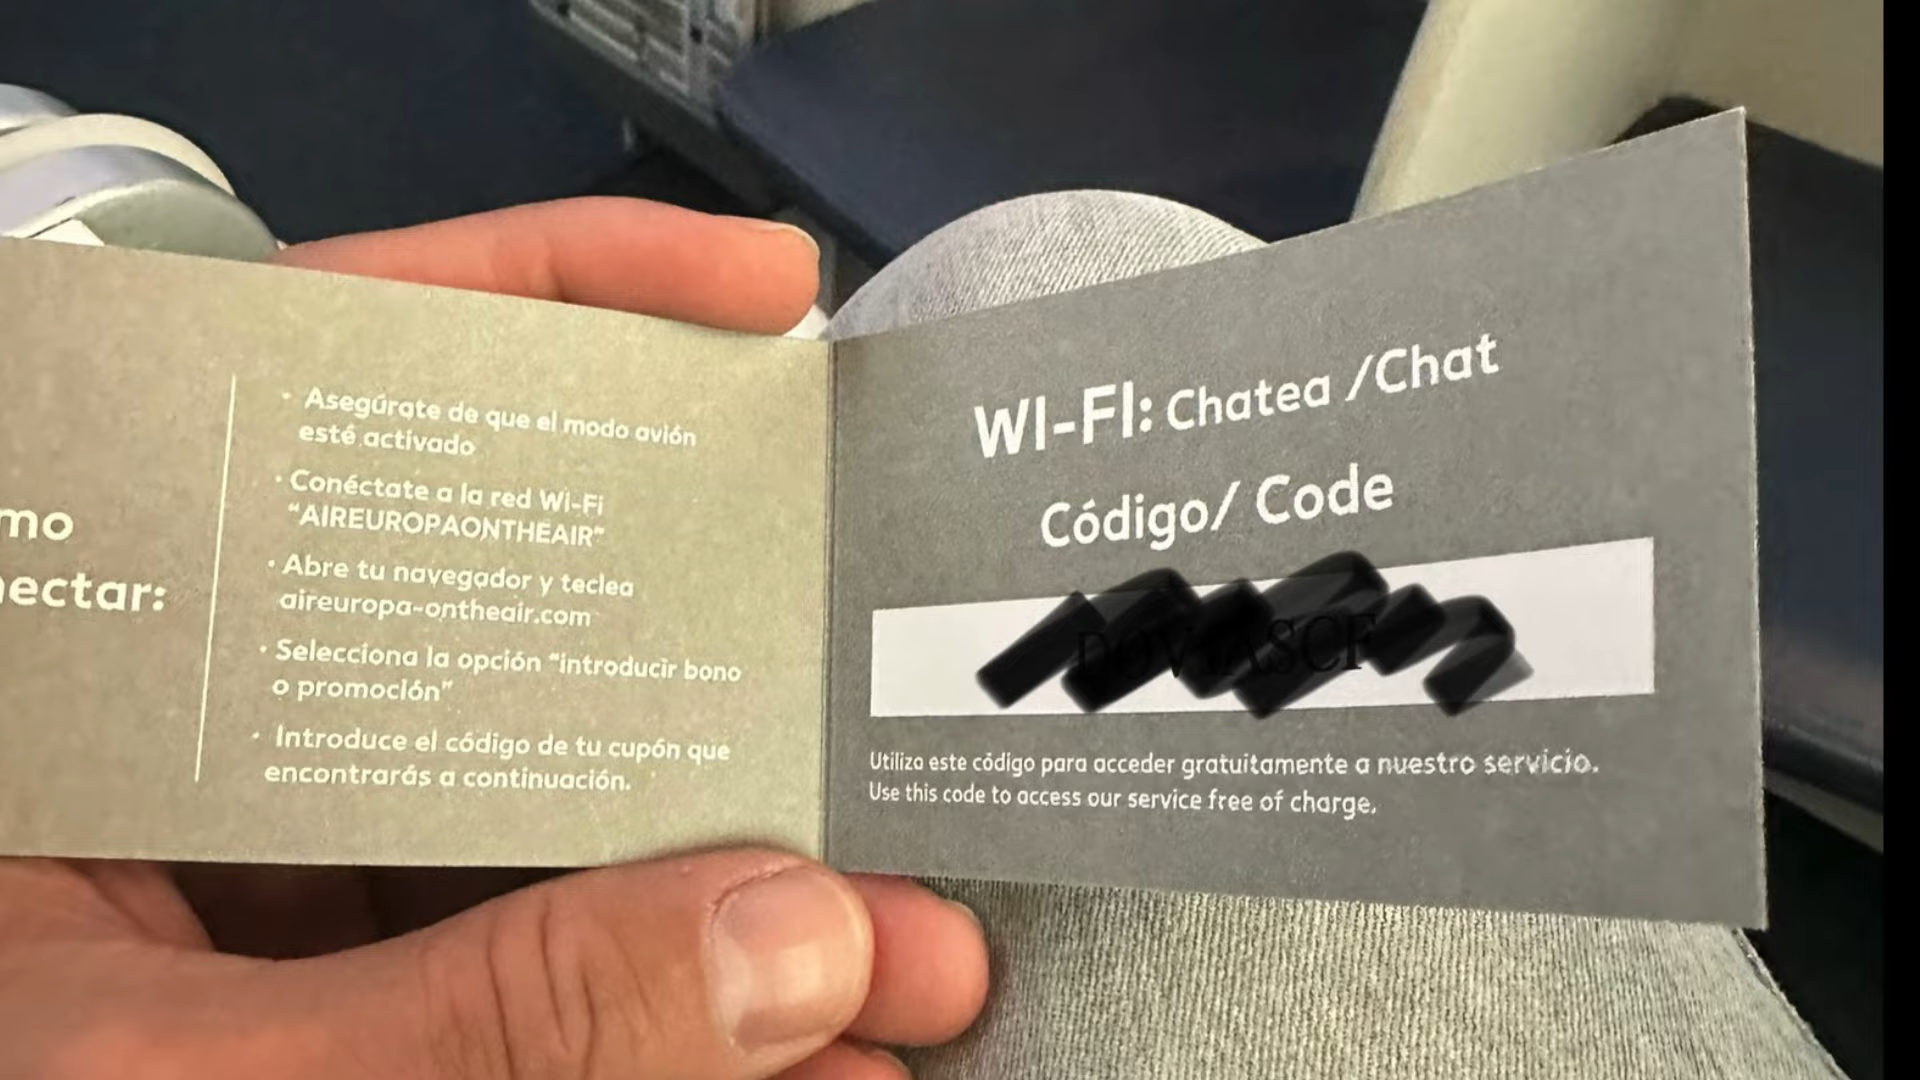 mo
nectar:
· Asegúrate de que el modo avión
esté activado
· Conéctate a la red Wi-Fi
"AIREUROPAONTHEAIR"
· Abre tu navegador y teclea
aireuropa-ontheair.com
· Selecciona la opción "introducir bono
o promoción"
· Introduce el código de tu cupón que
encontrarás a continuación.
WI-FI: Chatea /Chat
Código/ Code
Utiliza este código para acceder gratuitamente a nuestro servicio.
Use this code to access our service free of charge.